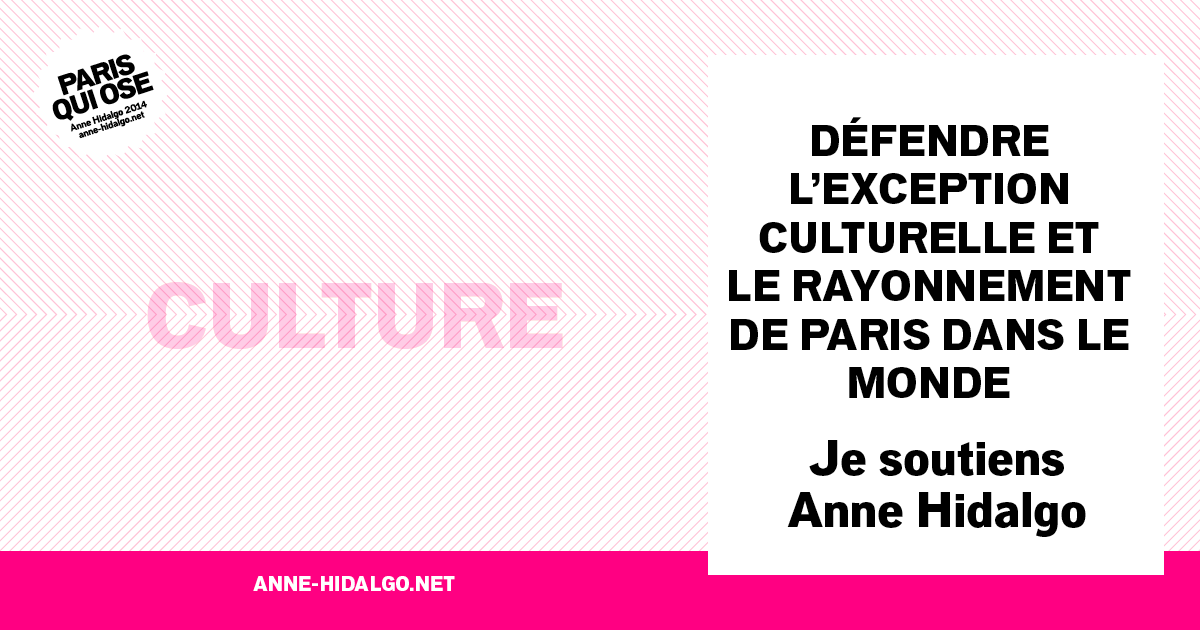 PARIS
QUI OSE
Anne Hidalgo 2014
anne-hidalgo.net
CULTURE
DÉFENDRE
L’EXCEPTION
CULTURELLE ET
LE RAYONNEMENT
DE PARIS DANS LE
MONDE
Je soutiens
Anne Hidalgo
ANNE-HIDALGO.NET